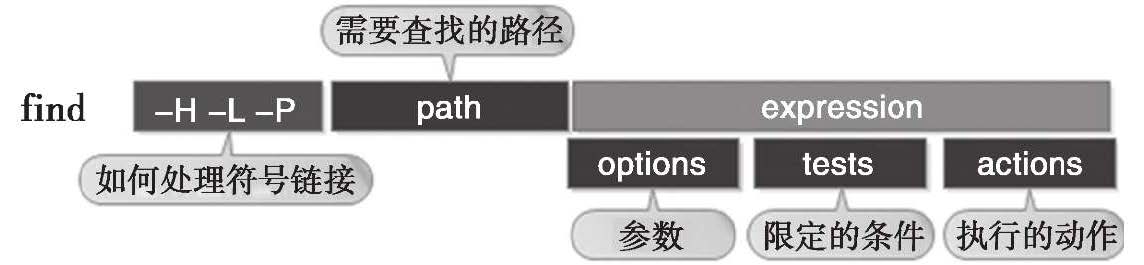 需要查找的路径
find –H –L –P path expression
如何处理符号链接
options tests actions
参数 限定的条件 执行的动作